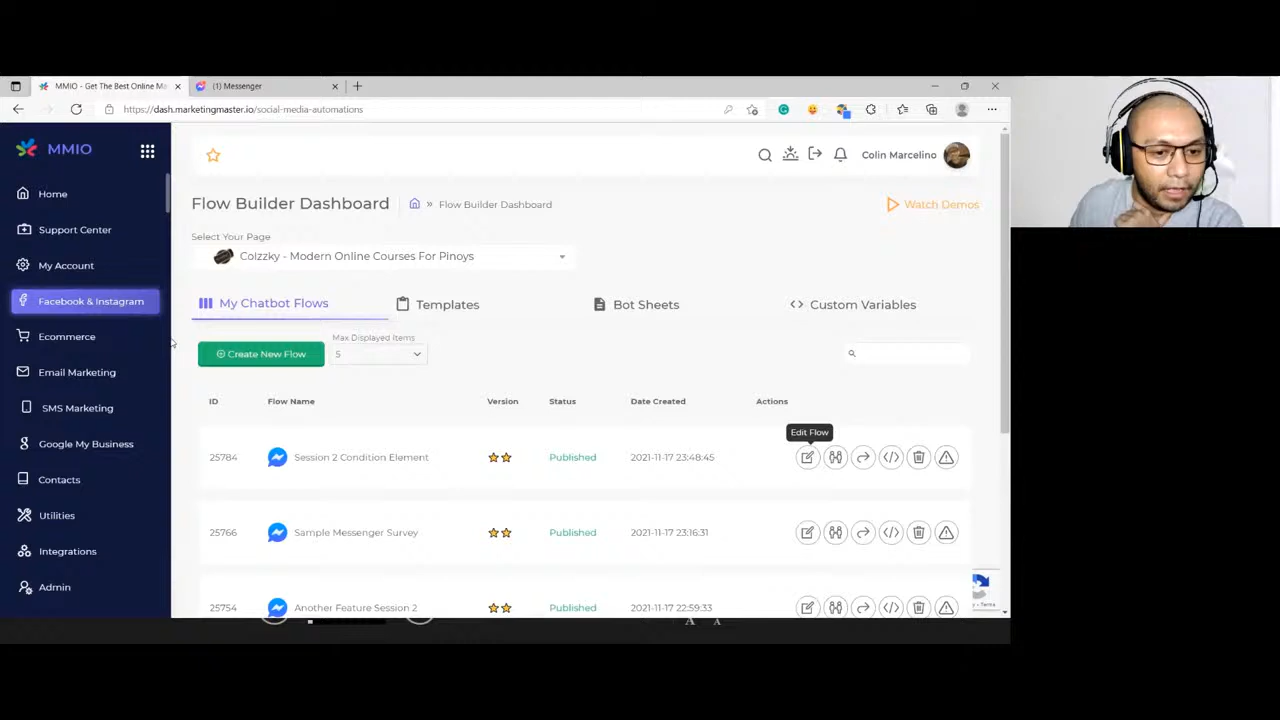 MMIO - Get The Best Online Ma
(1) Messenger
https://dash.marketingmaster.io/social-media-automations
MMIO
Colin Marcelino
Home
Support Center
My Account
Facebook & Instagram
Ecommerce
Email Marketing
SMS Marketing
Google My Business
Contacts
Utilities
Integrations
Admin
Flow Builder Dashboard
» Flow Builder Dashboard
Watch Demos
Select Your Page
Colzzky - Modern Online Courses For Pinoys
My Chatbot Flows
Templates
Bot Sheets
Custom Variables
Create New Flow
Max Displayed Items
5
ID
Flow Name
Version
Status
Date Created
Actions
Edit Flow
25784
Session 2 Condition Element
Published
2021-11-17 23:48:45
25766
Sample Messenger Survey
Published
2021-11-17 23:16:31
25754
Another Feature Session 2
Published
2021-11-17 22:59:33
- Terms
A A